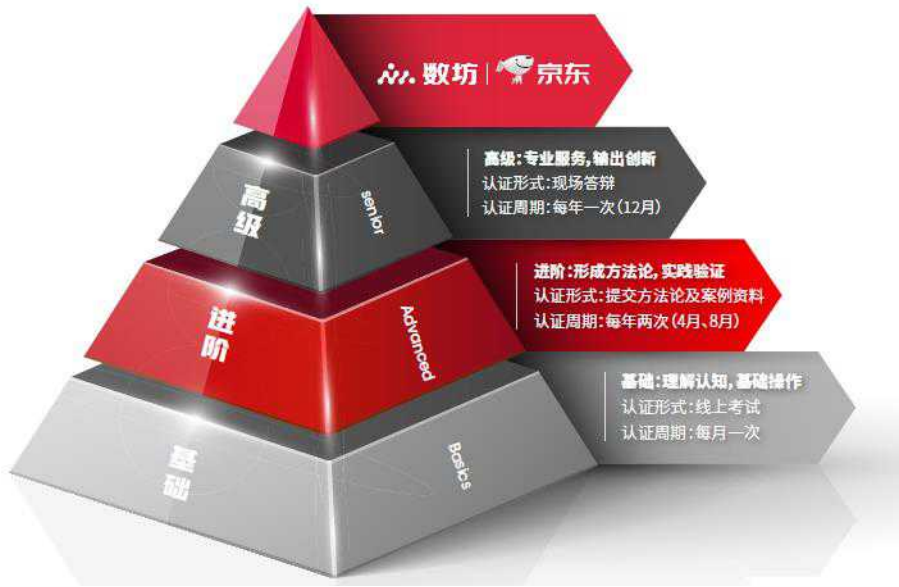 数坊 | 京东
高级:专业服务,输出创新
认证形式:现场答辩
认证周期:每年一次(12月)
高级
senior
进阶:形成方法论,实践验证
认证形式:提交方法论及案例资料
认证周期:每年两次(4月、8月)
进阶
Advanced
基础:理解认知,基础操作
认证形式:线上考试
认证周期:每月一次
基础
Basics